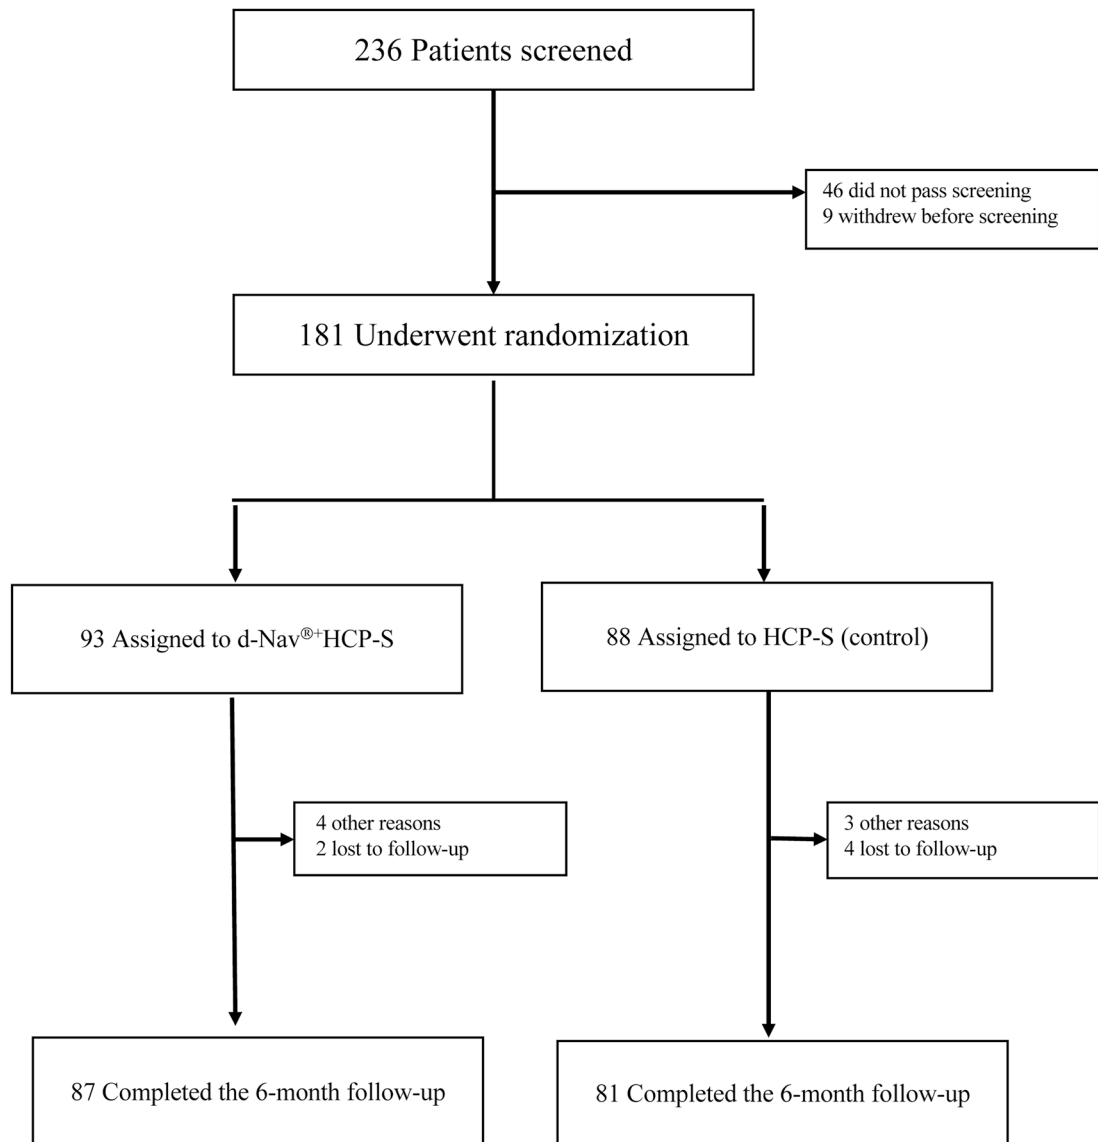 236 Patients screened
46 did not pass screening
9 withdrew before screening
181 Underwent randomization
93 Assigned to d-Nav®⁺HCP-S
88 Assigned to HCP-S (control)
4 other reasons
2 lost to follow-up
3 other reasons
4 lost to follow-up
87 Completed the 6-month follow-up
81 Completed the 6-month follow-up